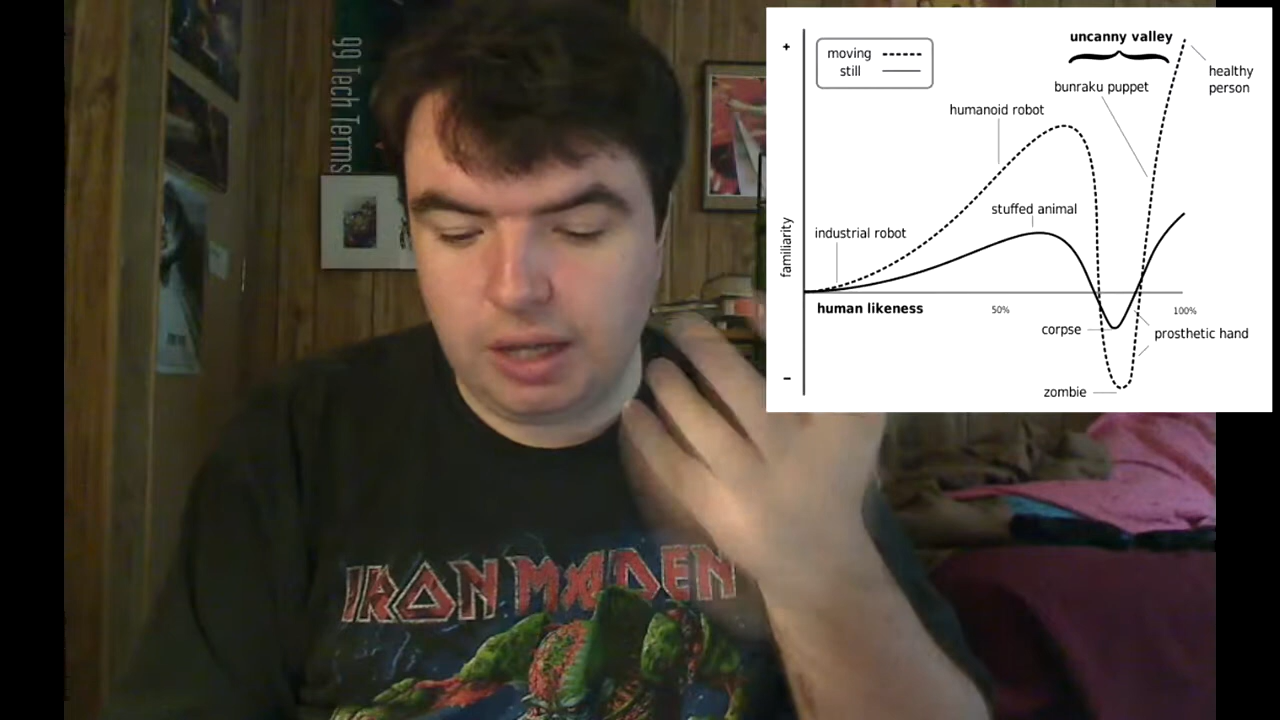 99 Tech Terms
IRON MAIDEN
+
moving
still
uncanny valley
bunraku puppet
healthy
person
humanoid robot
stuffed animal
industrial robot
familiarity
human likeness
50%
100%
corpse
prosthetic hand
–
zombie